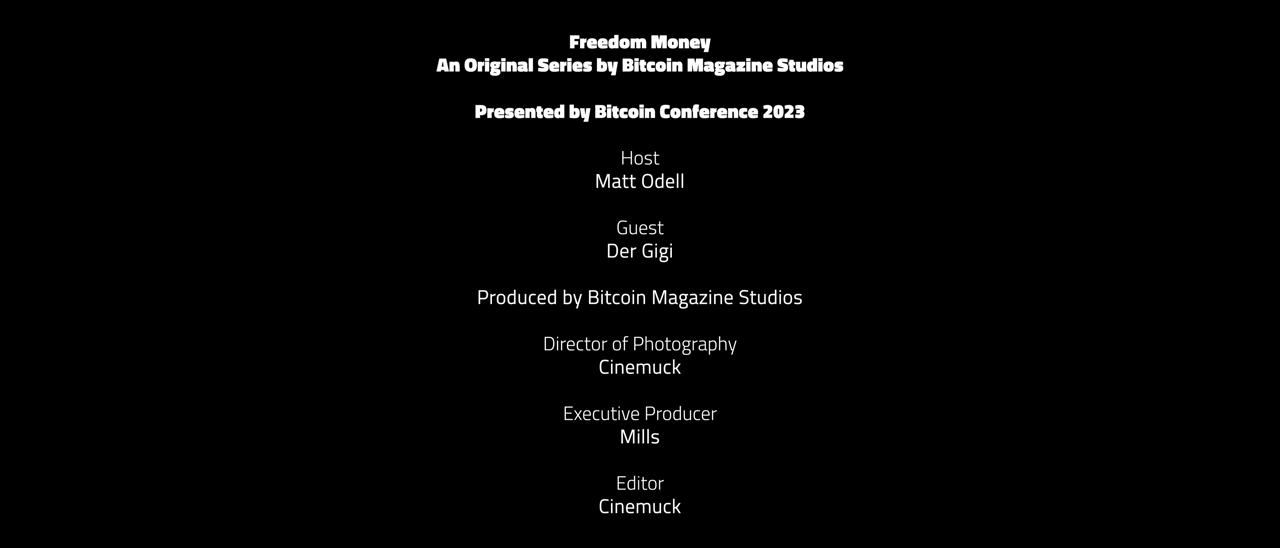 Freedom Money
An Original Series by Bitcoin Magazine Studios
Presented by Bitcoin Conference 2023
Host
Matt Odell
Guest
Der Gigi
Produced by Bitcoin Magazine Studios
Director of Photography
Cinemuck
Executive Producer
Mills
Editor
Cinemuck